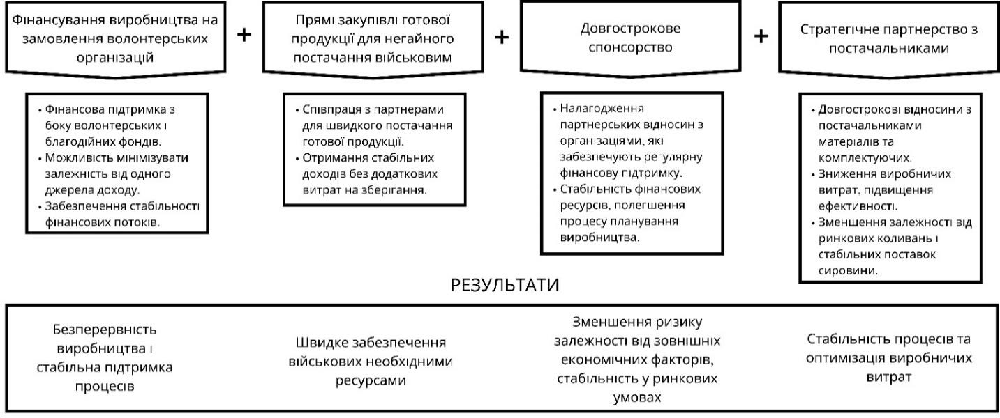 Фінансування виробництва на
замовлення волонтерських
організацій
+
Прямі закупівлі готової
продукції для негайного
постачання військовим
+
Довгострокове
спонсорство
+
Стратегічне партнерство з
постачальниками
• Фінансова підтримка з
боку волонтерських і
благодійних фондів.
• Можливість мінімізувати
залежність від одного
джерела доходу.
• Забезпечення стабільності
фінансових потоків.
• Співпраця з партнерами
для швидкого постачання
готової продукції.
• Отримання стабільних
доходів без додаткових
витрат на зберігання.
• Налагодження
партнерських відносин з
організаціями, які
забезпечують регулярну
фінансову підтримку.
• Стабільність фінансових
ресурсів, полегшення
процесу планування
виробництва.
• Довгострокові відносини з
постачальниками
матеріалів та
комплектуючих.
• Зниження виробничих
витрат, підвищення
ефективності.
• Зменшення залежності від
ринкових коливань і
стабільних поставок
сировини.
РЕЗУЛЬТАТИ
Безперервність
виробництва і
стабільна підтримка
процесів
Швидке забезпечення
військових необхідними
ресурсами
Зменшення ризику
залежності від зовнішніх
економічних факторів,
стабільність у ринкових
умовах
Стабільність процесів та
оптимізація виробничих
витрат